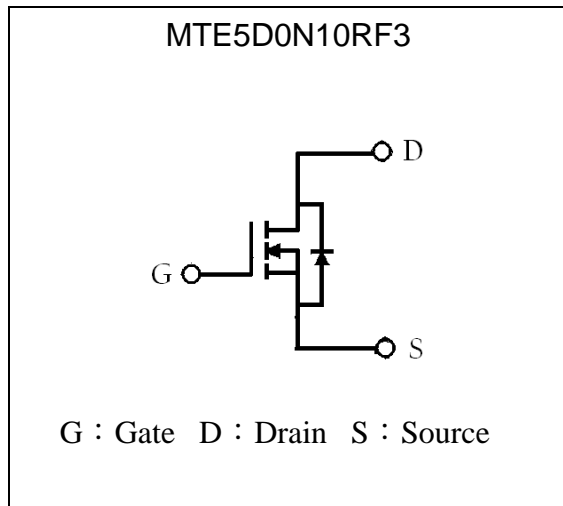 MTE5D0N10RF3
D
G
S
G：Gate D：Drain S：Source